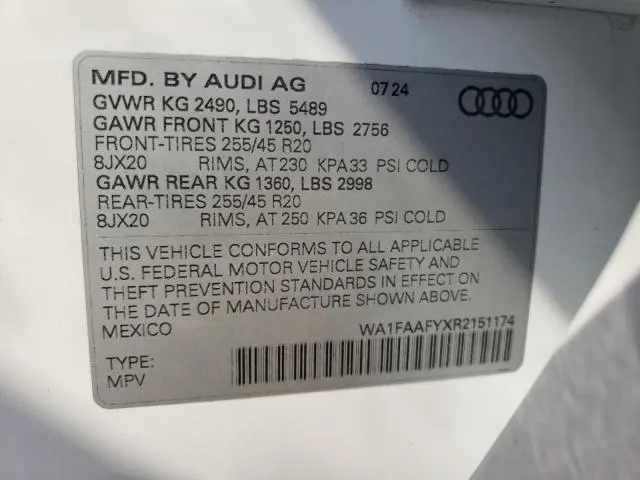 MFD. BY AUDI AG 07 24
GVWR KG 2490, LBS 5489
GAWR FRONT KG 1250, LBS 2756
FRONT-TIRES 255/45 R20
8JX20 RIMS, AT 230 KPA 33 PSI COLD
GAWR REAR KG 1360, LBS 2998
REAR-TIRES 255/45 R20
8JX20 RIMS, AT 250 KPA 36 PSI COLD
THIS VEHICLE CONFORMS TO ALL APPLICABLE
U.S. FEDERAL MOTOR VEHICLE SAFETY AND
THEFT PREVENTION STANDARDS IN EFFECT ON
THE DATE OF MANUFACTURE SHOWN ABOVE.
MEXICO WA1FAAFYXR2151174
TYPE:
MPV